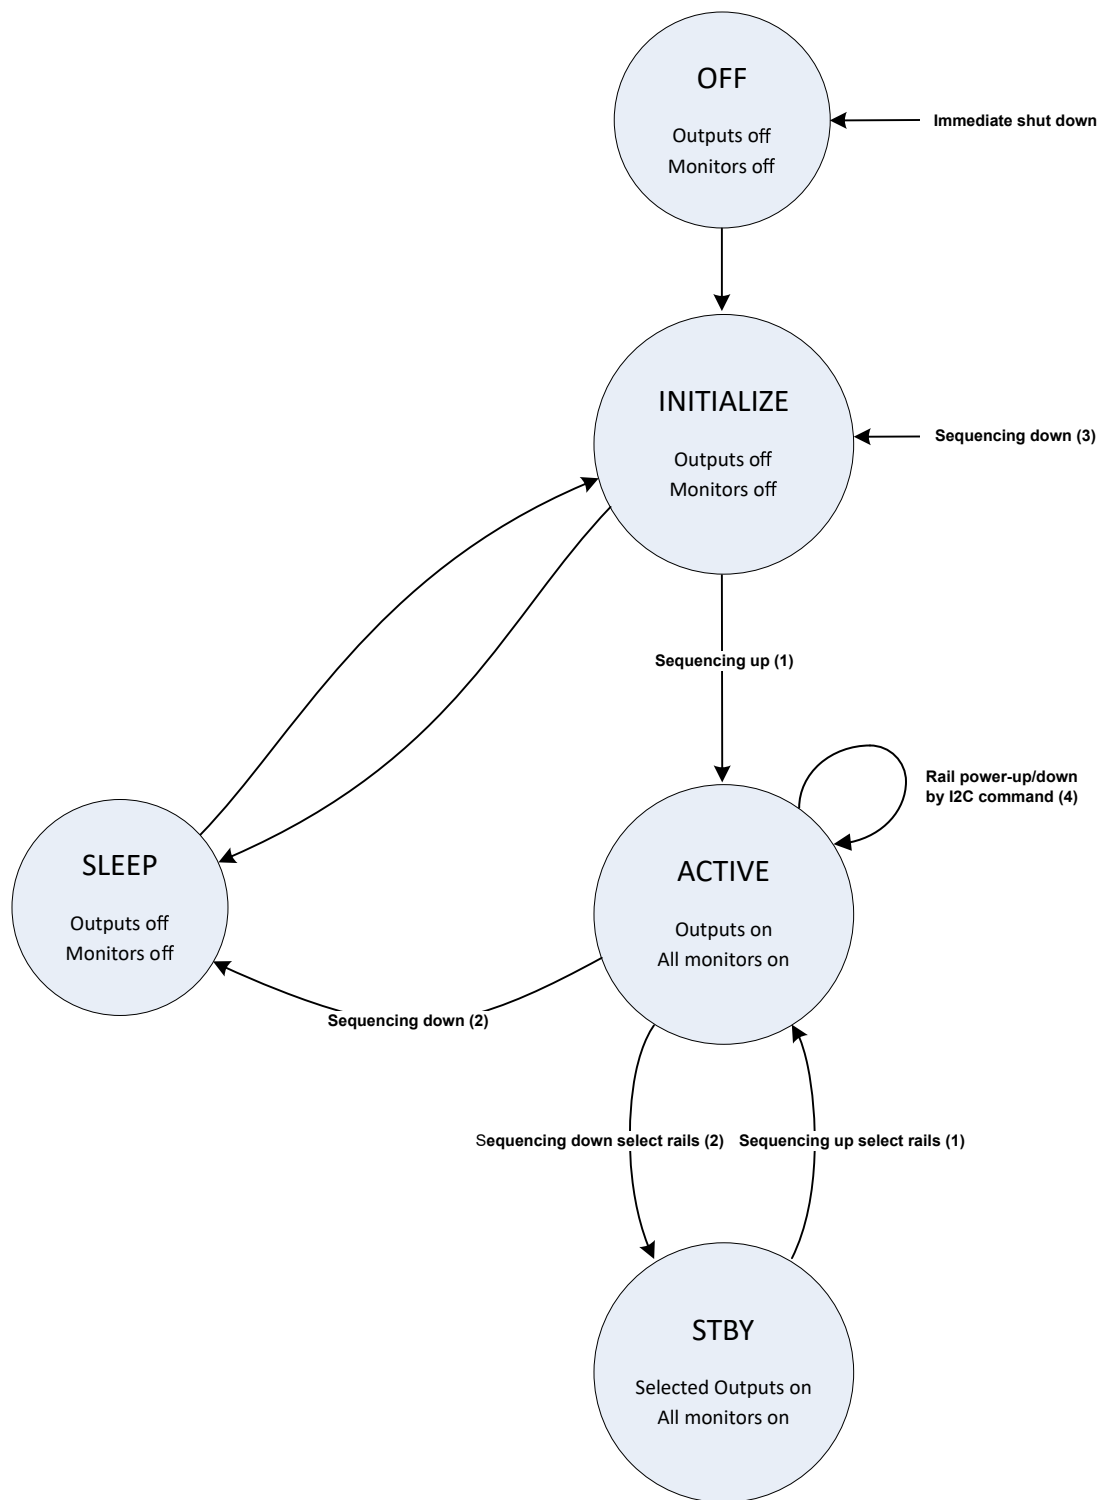 OFF
Outputs off
Monitors off
Immediate shut down
INITIALIZE
Outputs off
Monitors off
Sequencing down (3)
Sequencing up (1)
Rail power-up/down
by I2C command (4)
SLEEP
Outputs off
Monitors off
ACTIVE
Outputs on
All monitors on
Sequencing down (2)
Sequencing down select rails (2)
Sequencing up select rails (1)
STBY
Selected Outputs on
All monitors on